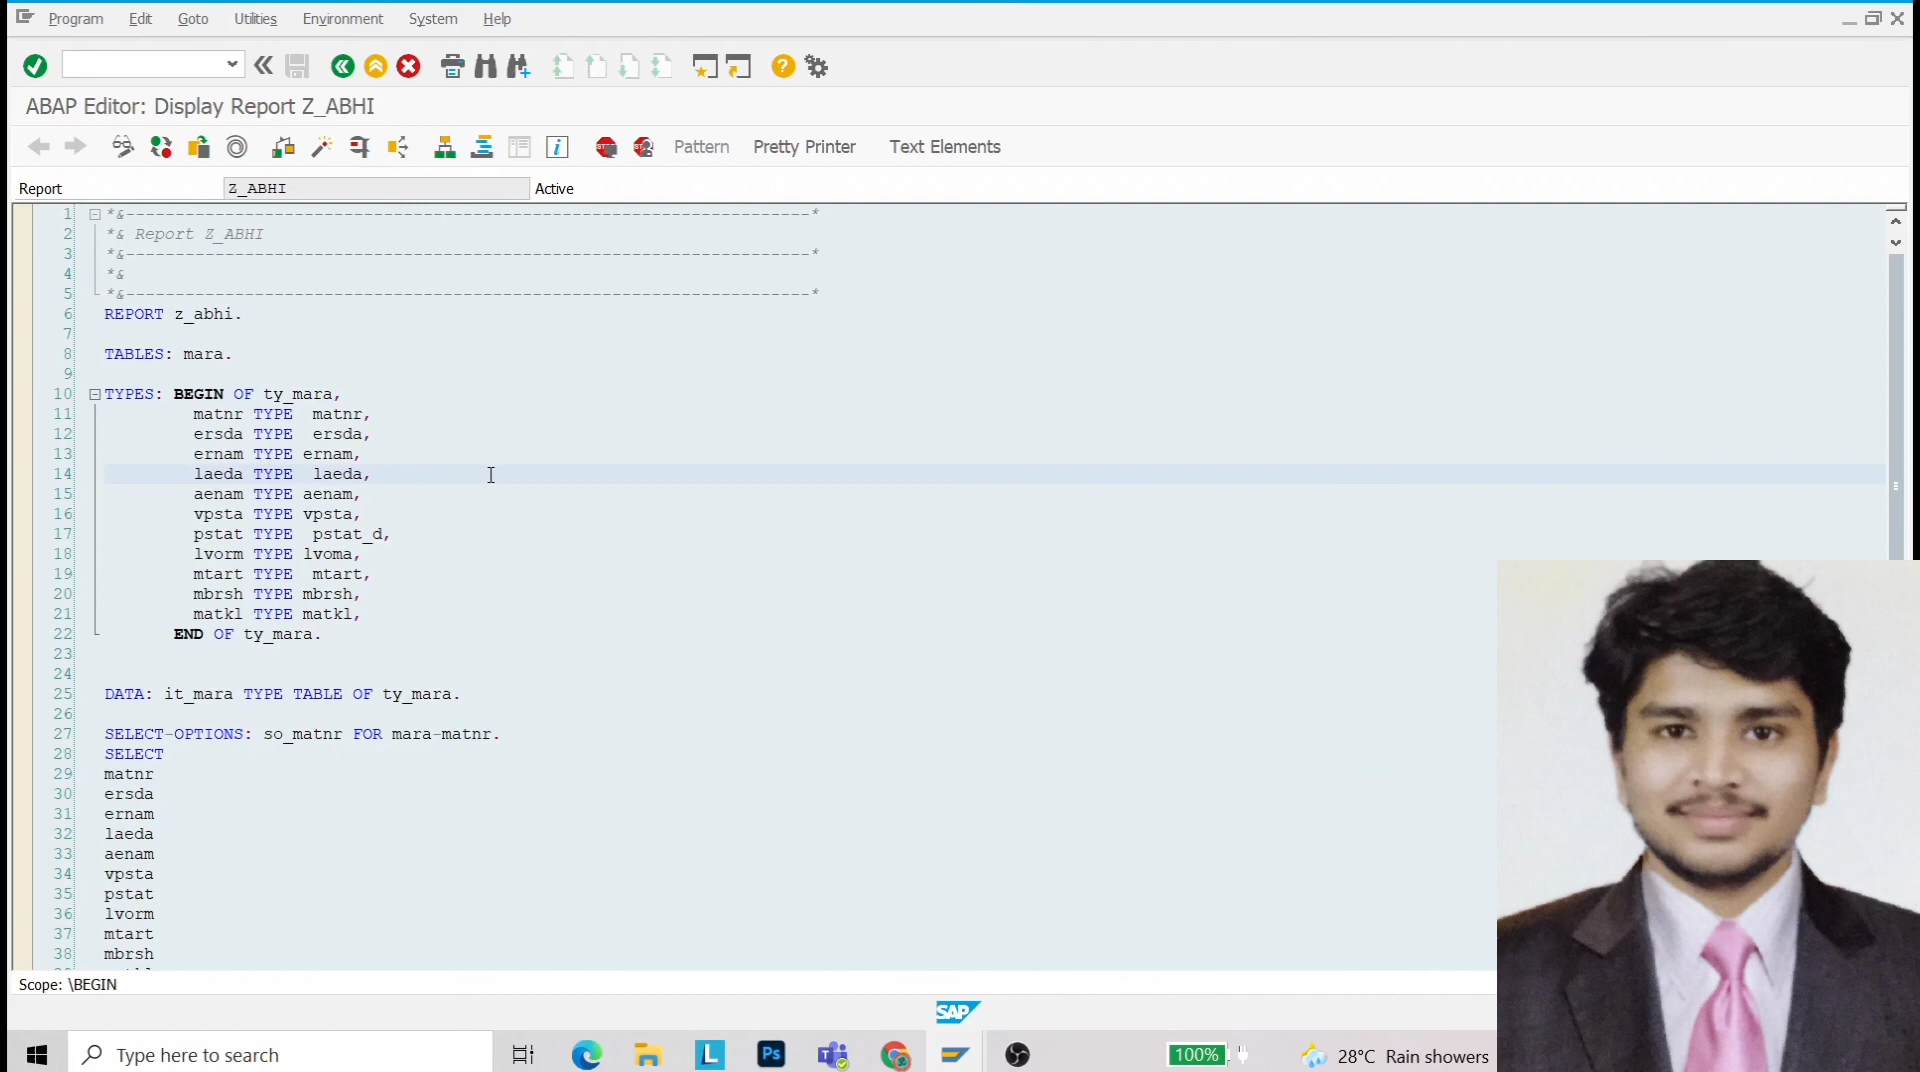 Program Edit Goto Utilities Environment System Help
ABAP Editor: Display Report Z_ABHI
Pattern Pretty Printer Text Elements
Report Z_ABHI Active
1 *&---------------------------------------------------------------------*
2 *& Report Z_ABHI
3 *&---------------------------------------------------------------------*
4 *&
5 *&---------------------------------------------------------------------*
6 REPORT z_abhi.
7
8 TABLES: mara.
9
10 TYPES: BEGIN OF ty_mara,
11 matnr TYPE  matnr,
12 ersda TYPE  ersda,
13 ernam TYPE ernam,
14 laeda TYPE  laeda,
15 aenam TYPE aenam,
16 vpsta TYPE vpsta,
17 pstat TYPE  pstat_d,
18 lvorm TYPE lvoma,
19 mtart TYPE  mtart,
20 mbrsh TYPE mbrsh,
21 matkl TYPE matkl,
22 END OF ty_mara.
23
24
25 DATA: it_mara TYPE TABLE OF ty_mara.
26
27 SELECT-OPTIONS: so_matnr FOR mara-matnr.
28 SELECT
29 matnr
30 ersda
31 ernam
32 laeda
33 aenam
34 vpsta
35 pstat
36 lvorm
37 mtart
38 mbrsh
Scope: \BEGIN
SAP
Type here to search
L
Ps
100%
28°C Rain showers